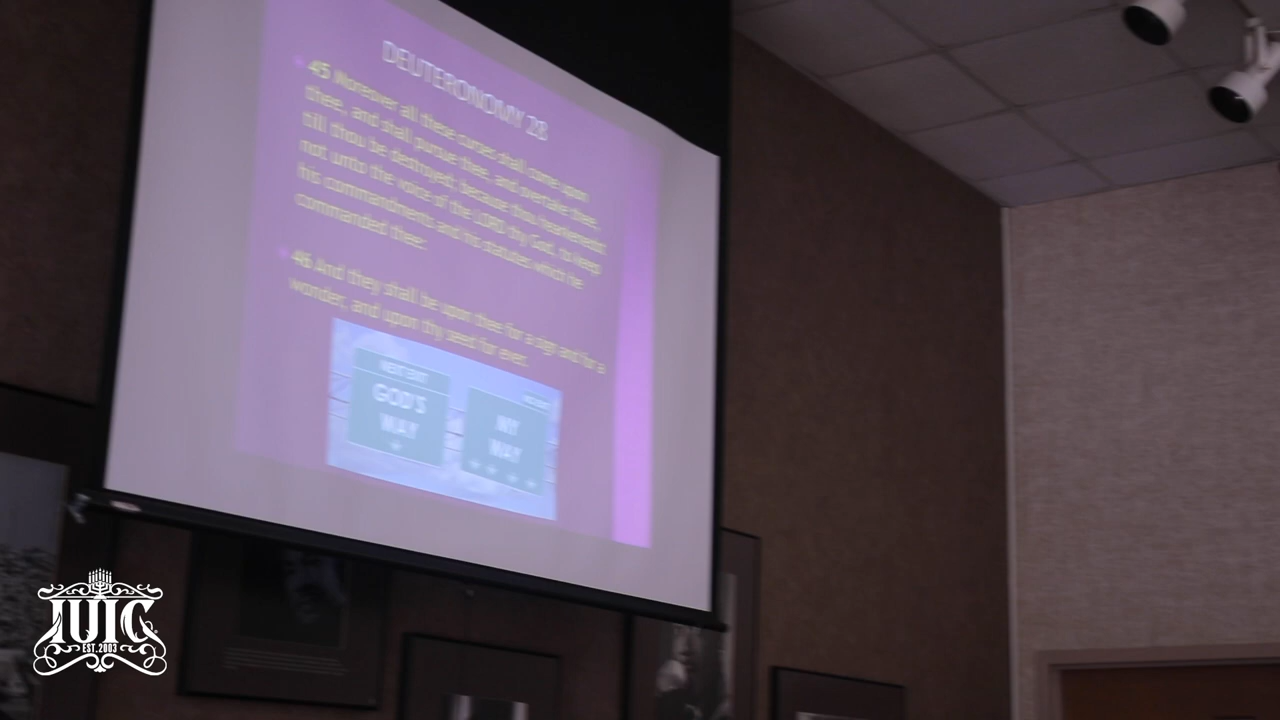 DEUTERONOMY 28
45 Moreover all these curses shall come upon
thee, and shall pursue thee, and overtake thee,
till thou be destroyed; because thou hearkenedst
not unto the voice of the LORD thy God, to keep
his commandments and his statutes which he
commanded thee:
46 And they shall be upon thee for a sign and for a
wonder, and upon thy seed for ever.
NEXT EXIT
GOD'S
WAY
MY
WAY
IUIC
EST. 2003